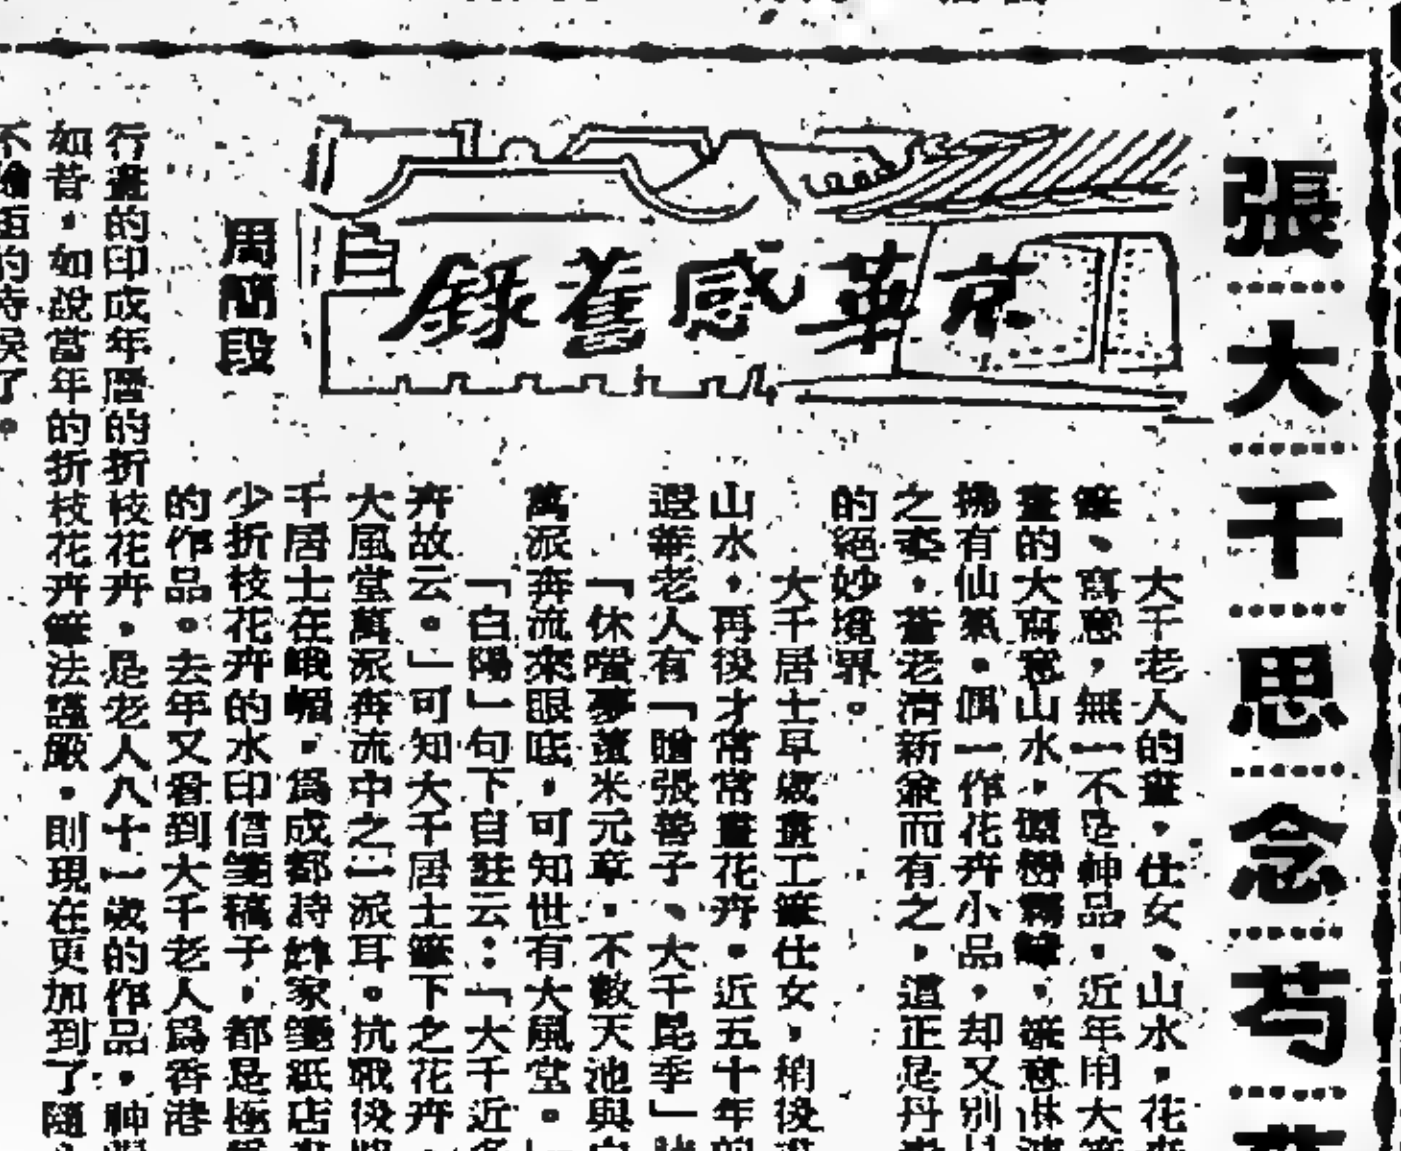 張大千思念芍
京華感舊錄
周簡段
大千老人的畫，仕女、山水，花卉
筆、寫意，無一不是神品，近年用大筆
畫的大寫意山水，
拂有仙氣。偶一作花卉小品，却又別具
之姿，蒼老清新兼而有之，這正是丹青
的絕妙境界。
大千居士早歲畫工筆仕女，稍後
山水，再後才常常畫花卉。近五十年的
遐菴老人有「贈張善子、大千昆季」
「休嗤夢薑米元章，不數天池與白
萬派奔流來眼底，可知世有大風堂。」
「白陽」句下自註云：「大千近多
卉故云。」可知大千居士筆下之花卉，
大風堂萬派奔流中之一派耳。抗戰後
千居士在峨嵋，爲成都詩婢家箋紙店
少折枝花卉的水印信箋稿子，都是極
的作品。去年又看到大千老人爲香港
行畫的印成年曆的折枝花卉，是老人八十一歲的作品，神
如昔，如說當年的折枝花卉筆法謹嚴，則現在更加到了隨
不踰矩的時候了。